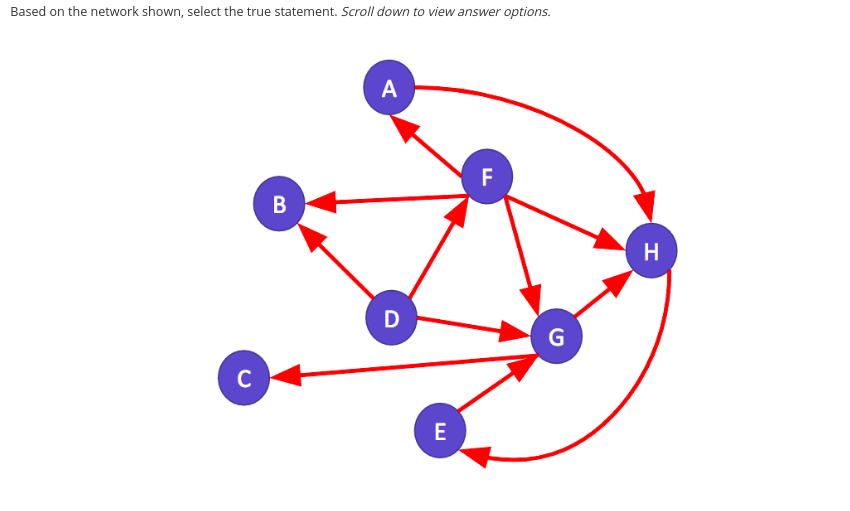 Based on the network shown, select the true statement. Scroll down to view answer options.
A
F
B
H
D
G
C
E